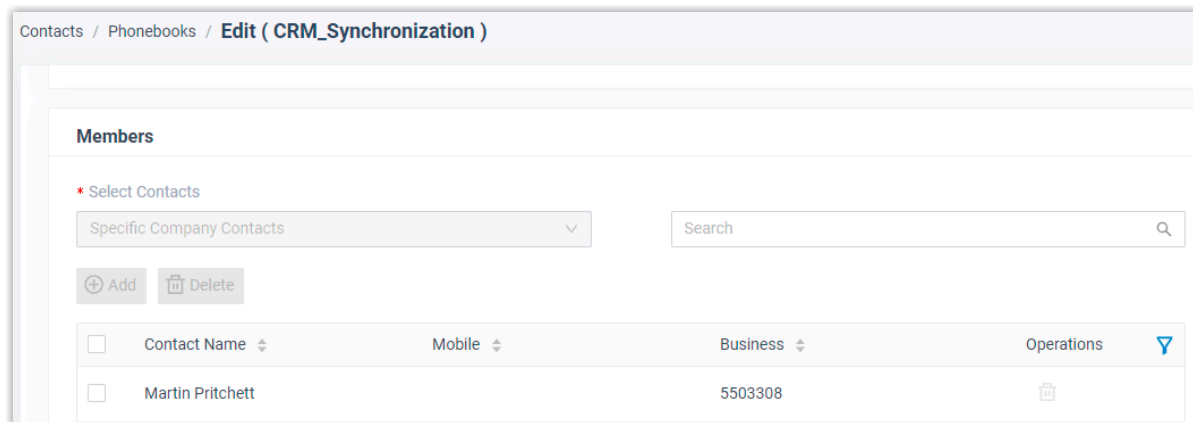 Contacts / Phonebooks / Edit ( CRM_Synchronization )
Members
* Select Contacts
Specific Company Contacts Search
Add Delete
Contact Name Mobile Business Operations
Martin Pritchett 5503308